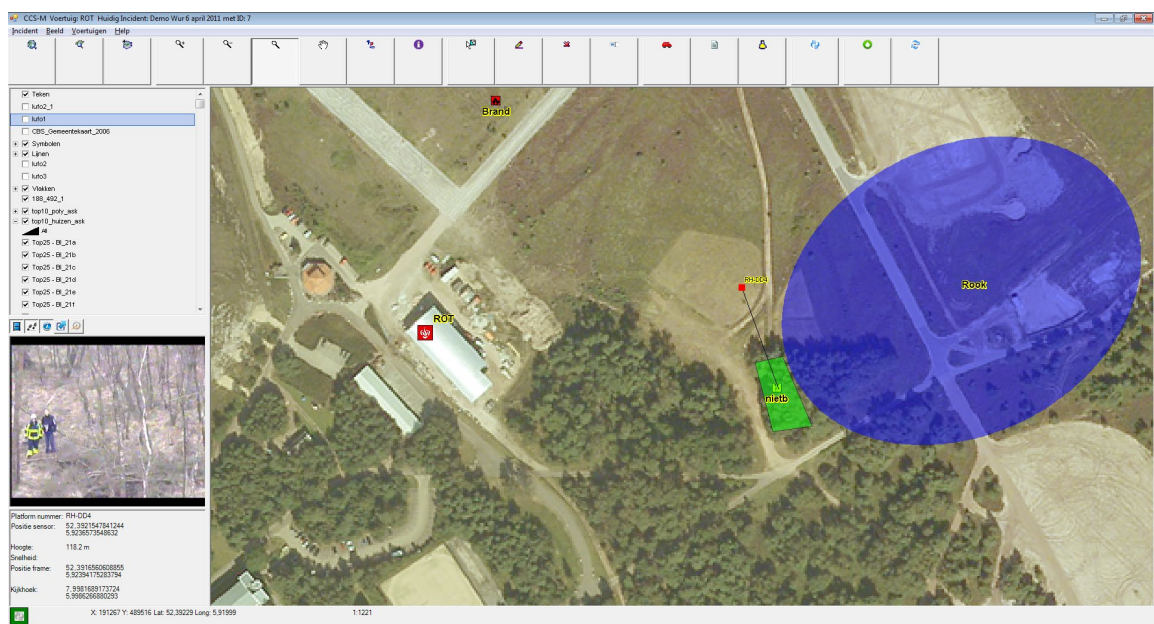 CCS-M Voertuig: ROT Huidig Incident: Demo Wur 6 april 2011 met ID: 7
Incident Beeld Voertuigen Help
Teken
lufo2_1
lufo1
CBS_Gemeentekaart_2006
Symbolen
Lijnen
lufo2
lufo3
Vlakken
188_492_1
top10_poly_wsk
top10_huizen_wsk
All
Top25 - Bl_21a
Top25 - Bl_21b
Top25 - Bl_21c
Top25 - Bl_21d
Top25 - Bl_21e
Top25 - Bl_21f
Brand
RH-DD4
Rook
ROT
nietb
Platform nummer: RH-DD4
Positie sensor: 52,3921547841244
5,9236573548632
Hoogte: 118.2 m
Snelheid:
Positie frame: 52,3916560608855
5,92394175283794
Kijkhoek: 7,9981689173724
5,9986266880293
X: 191267 Y: 489516 Lat: 52,39229 Long: 5,91999 1:1221